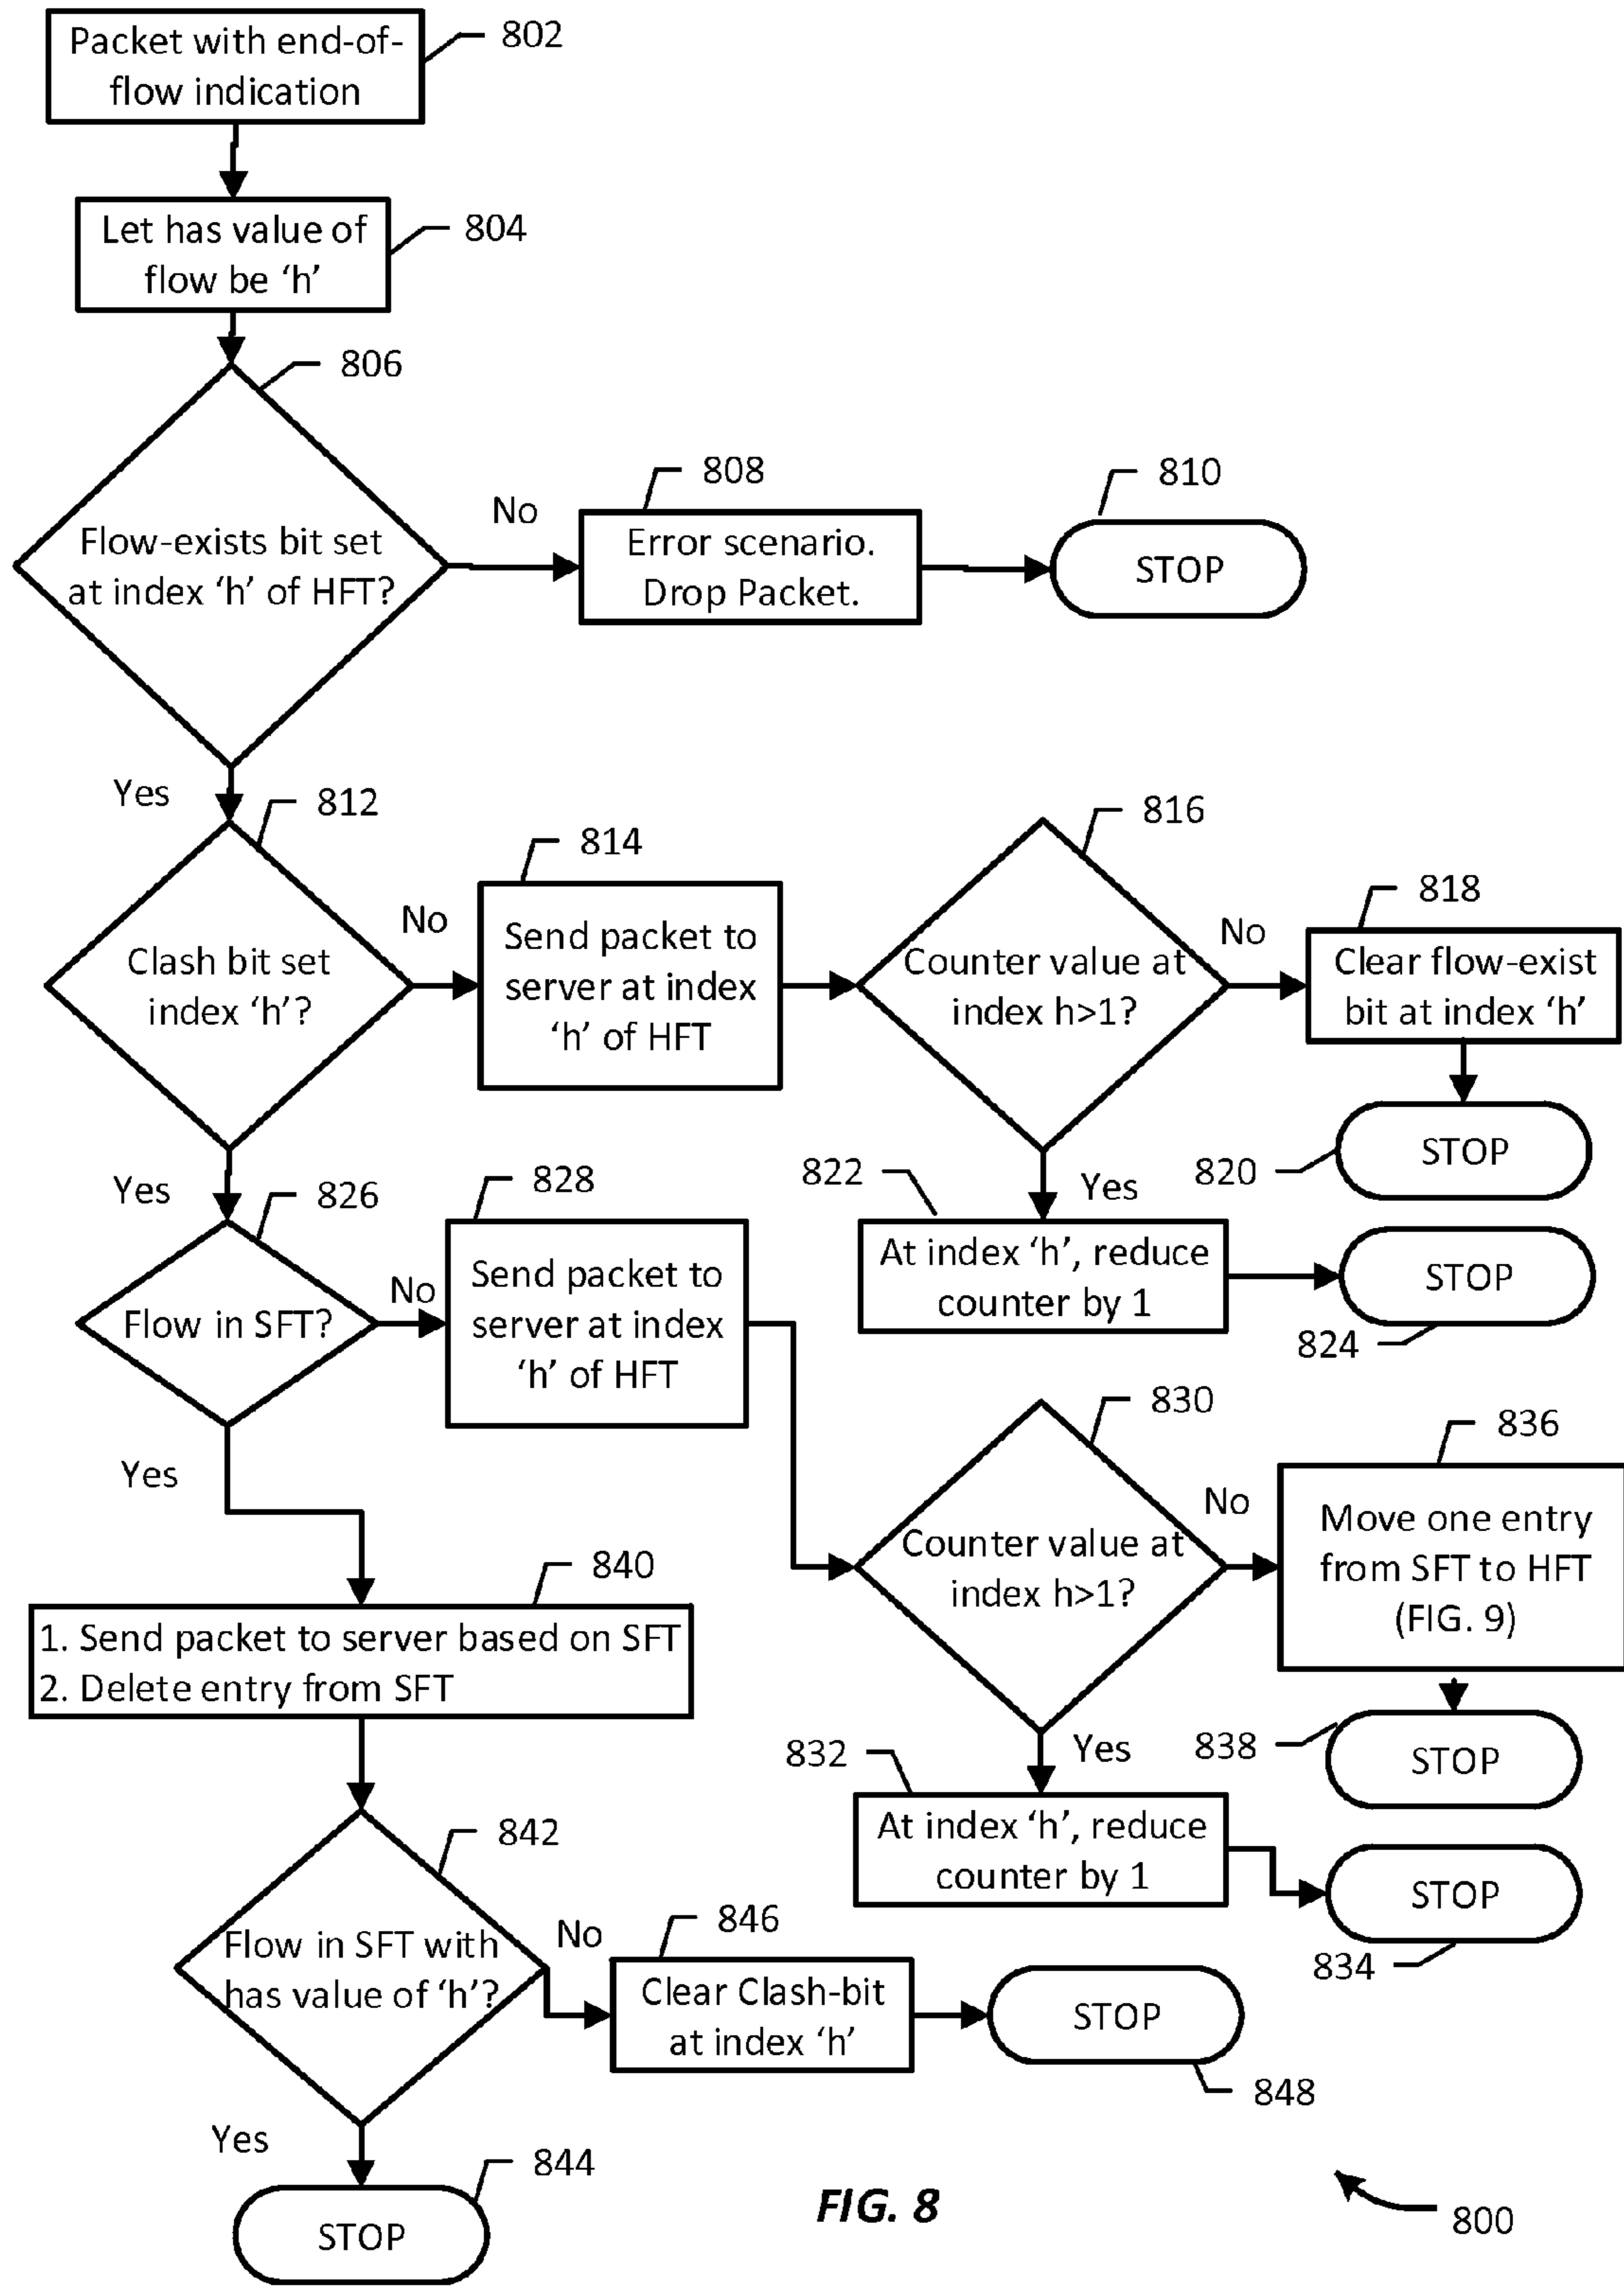 Packet with end-of-
flow indication
802
Let has value of
flow be ‘h’
804
806
Flow-exists bit set
at index ‘h’ of HFT?
No
808
Error scenario.
Drop Packet.
810
STOP
Yes
812
Clash bit set
index ‘h’?
No
814
Send packet to
server at index
‘h’ of HFT
816
Counter value at
index h>1?
No
818
Clear flow-exist
bit at index ‘h’
820
STOP
Yes
822
At index ‘h’, reduce
counter by 1
STOP
824
Yes
826
Flow in SFT?
No
828
Send packet to
server at index
‘h’ of HFT
830
Counter value at
index h>1?
No
836
Move one entry
from SFT to HFT
(FIG. 9)
838
STOP
Yes
832
At index ‘h’, reduce
counter by 1
STOP
834
Yes
840
1. Send packet to server based on SFT
2. Delete entry from SFT
842
Flow in SFT with
has value of ‘h’?
No
846
Clear Clash-bit
at index ‘h’
STOP
848
Yes
844
STOP
FIG. 8
800